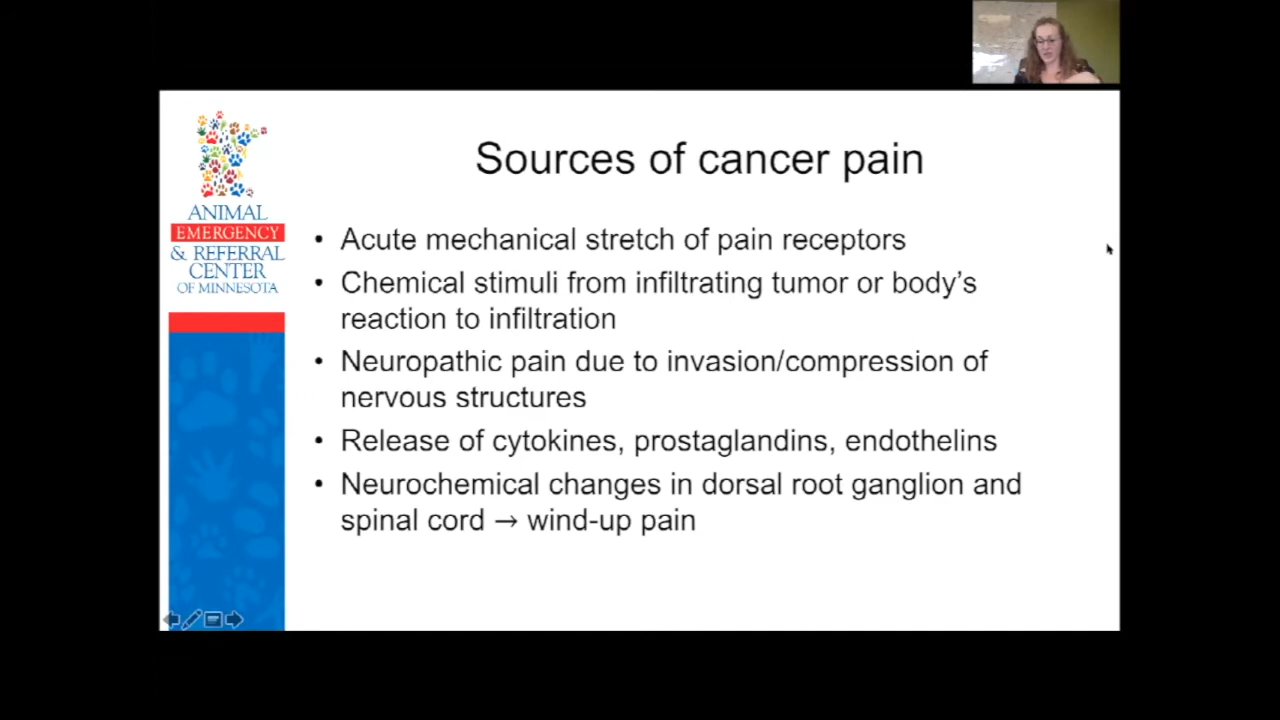 Sources of cancer pain
ANIMAL
EMERGENCY
& REFERRAL
CENTER
OF MINNESOTA
• Acute mechanical stretch of pain receptors
• Chemical stimuli from infiltrating tumor or body’s
reaction to infiltration
• Neuropathic pain due to invasion/compression of
nervous structures
• Release of cytokines, prostaglandins, endothelins
• Neurochemical changes in dorsal root ganglion and
spinal cord → wind-up pain